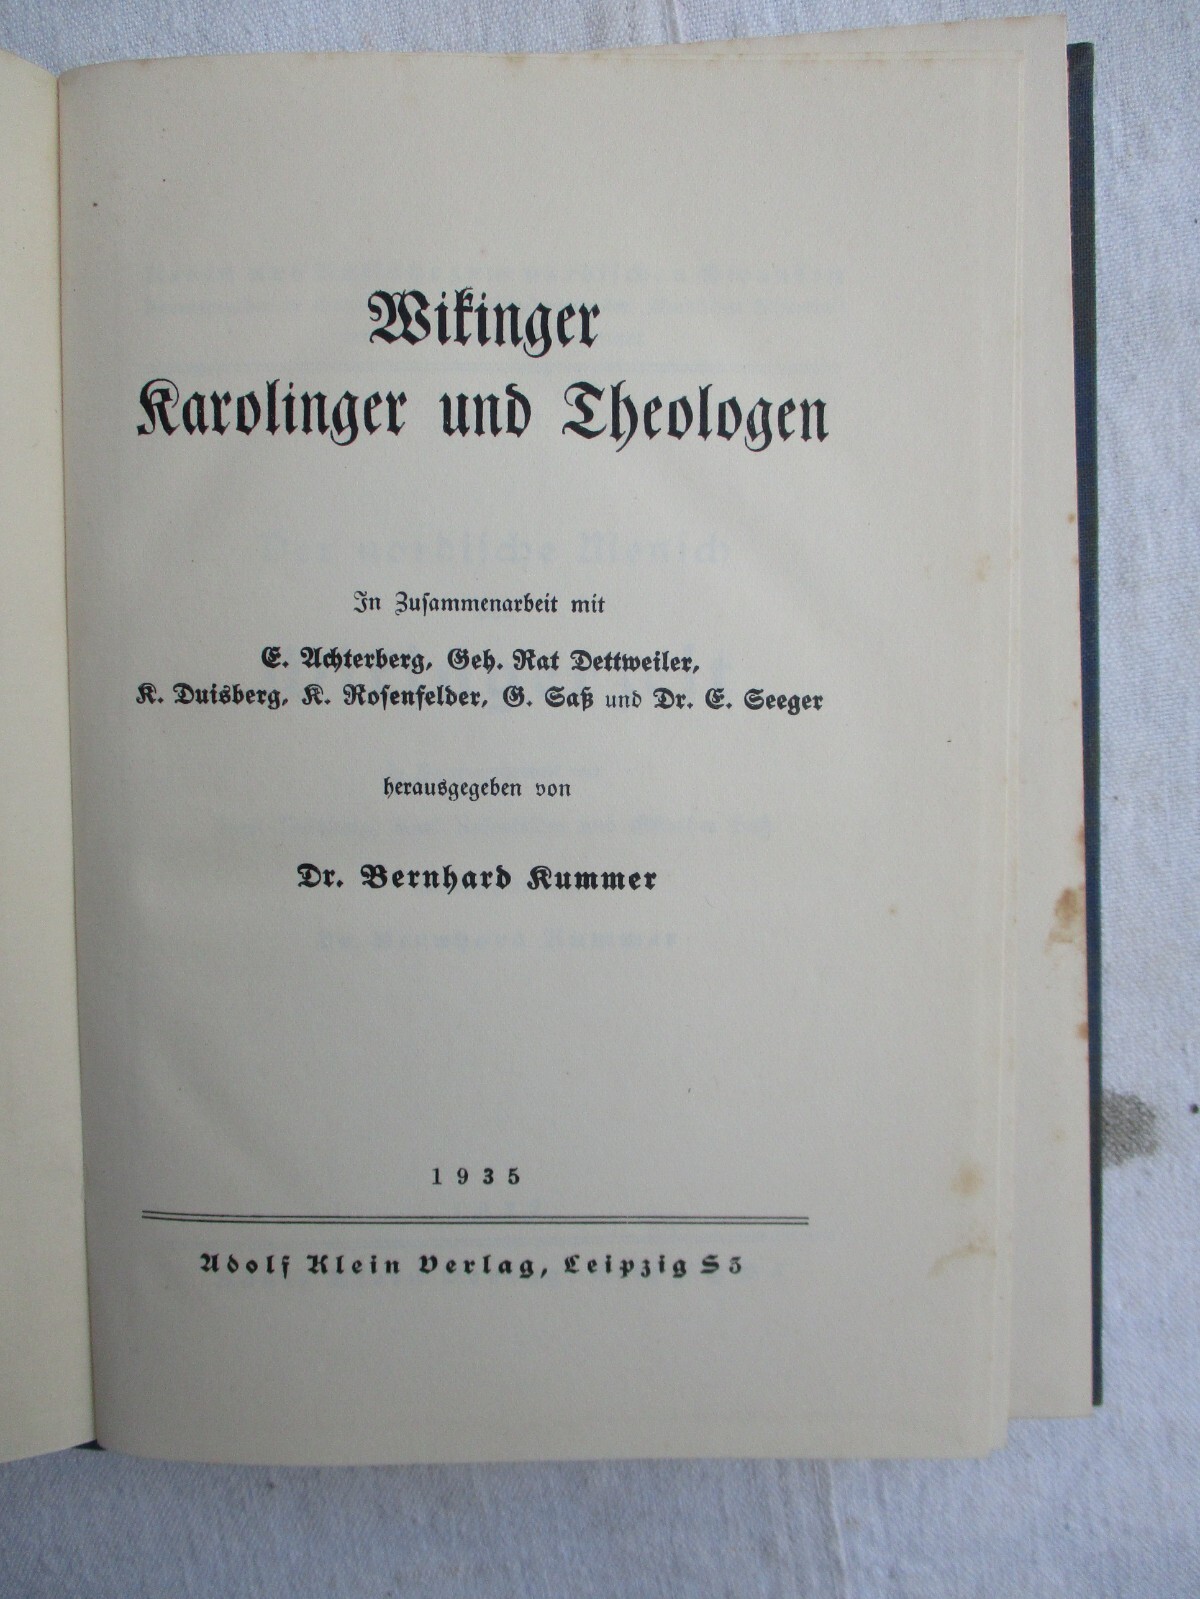 Wikinger
Karolinger und Theologen
In Zusammenarbeit mit
E. Achterberg, Geh. Rat Dettweiler,
K. Duisberg, K. Rosenfelder, G. Saß und Dr. E. Seeger
herausgegeben von
Dr. Bernhard Kummer
1935
Adolf Klein Verlag, Leipzig S 3